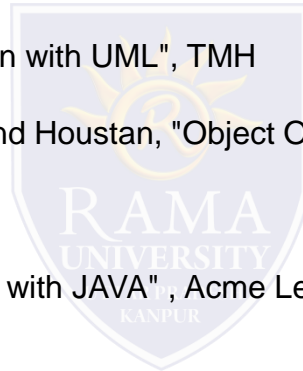 n with UML", TMH
nd Houstan, "Object O
RAMA
UNIVERSITY
with JAVA" , Acme Le
KANPUR